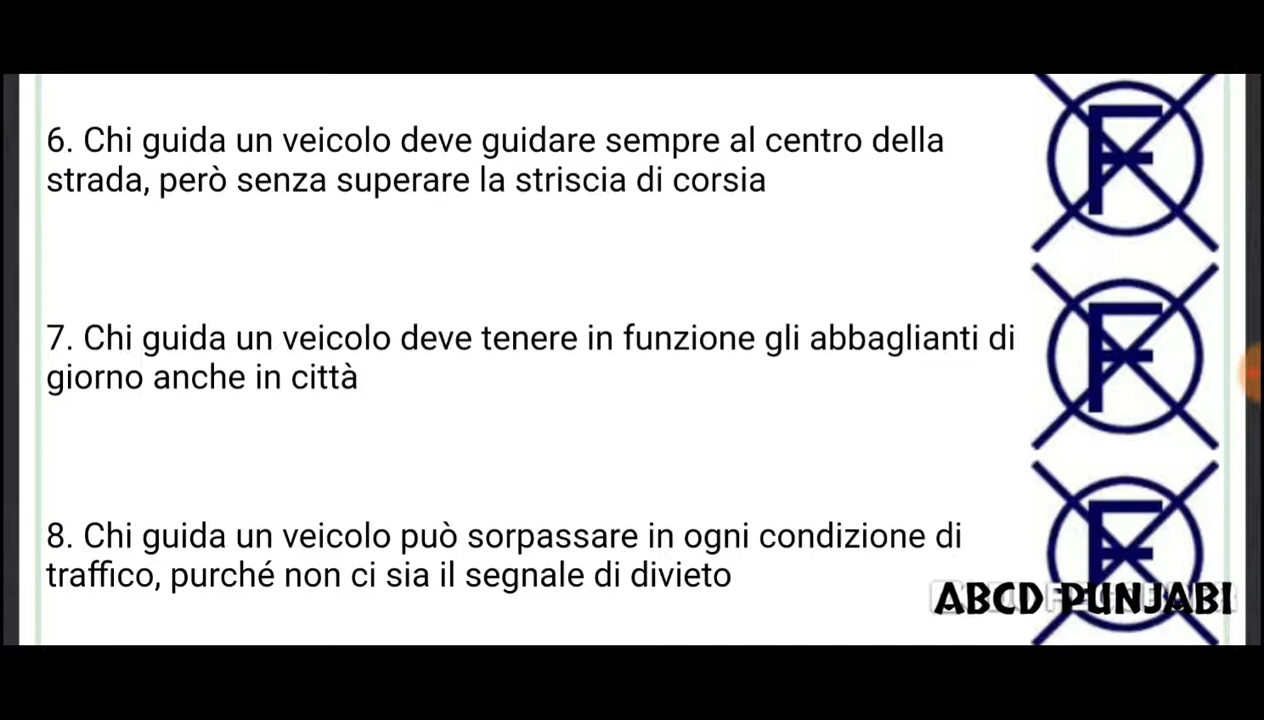 6. Chi guida un veicolo deve guidare sempre al centro della
strada, però senza superare la striscia di corsia
F
7. Chi guida un veicolo deve tenere in funzione gli abbaglianti di
giorno anche in città
F
8. Chi guida un veicolo può sorpassare in ogni condizione di
traffico, purché non ci sia il segnale di divieto
F
ABCD PUNJABI